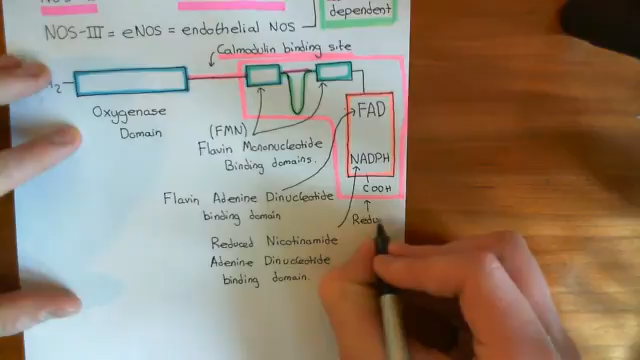 dependent
NOS-III = eNOS = endothelial NOS
Calmodulin binding site
Oxygenase
Domain
(FMN)
Flavin Mononucleotide
Binding domains.
FAD
NADPH
COOH
Flavin Adenine Dinucleotide
binding domain
Redu
Reduced Nicotinamide
Adenine Dinucleotide
binding domain.